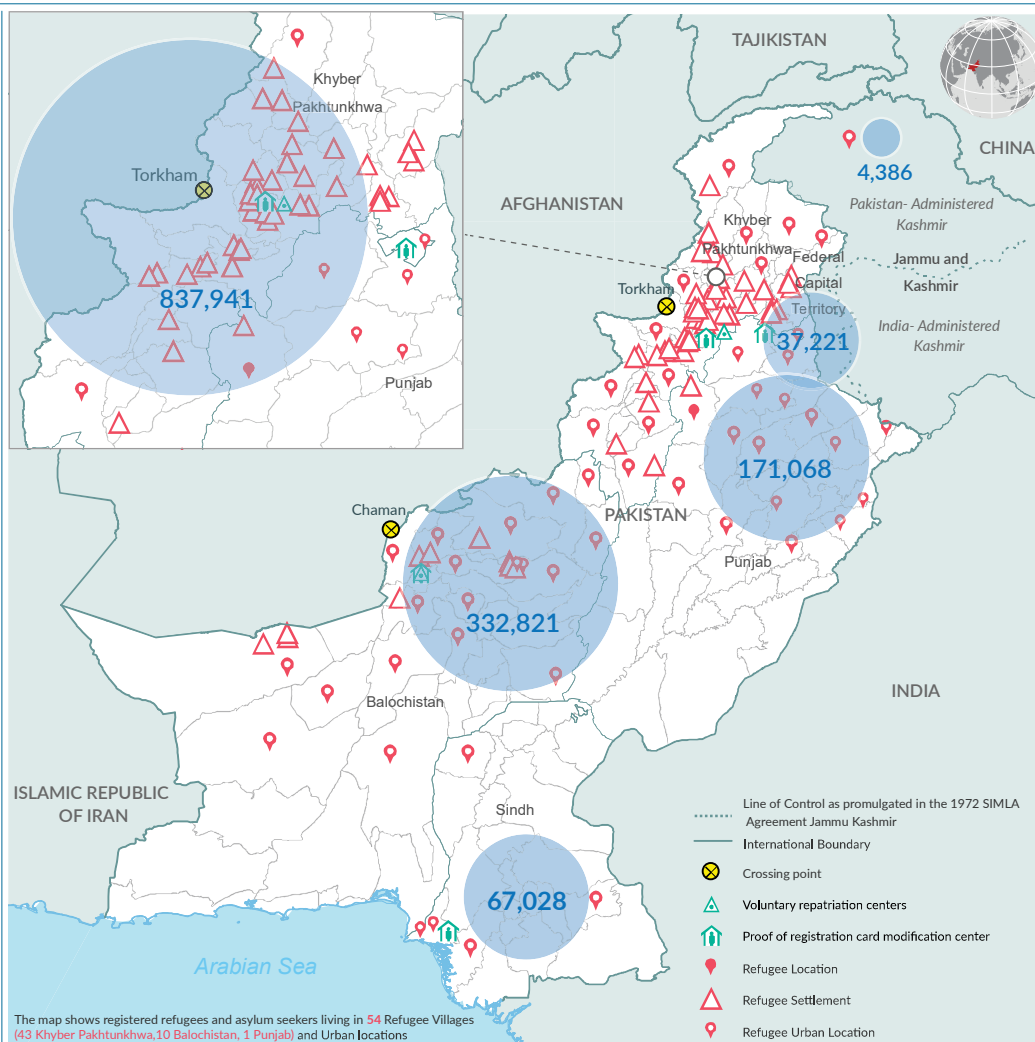 Khyber
Pakhtunkhwa
Torkham
837,941
Punjab
TAJIKISTAN
CHINA
4,386
AFGHANISTAN
Pakistan- Administered
Kashmir
Khyber
Pakhtunkhwa
Federal
Capital
Territory
Jammu and
Kashmir
Torkham
India- Administered
Kashmir
37,221
171,068
Chaman
PAKISTAN
Punjab
332,821
INDIA
Balochistan
ISLAMIC REPUBLIC
OF IRAN
Sindh
67,028
Arabian Sea
Line of Control as promulgated in the 1972 SIMLA
Agreement Jammu Kashmir
International Boundary
Crossing point
Voluntary repatriation centers
Proof of registration card modification center
Refugee Location
Refugee Settlement
Refugee Urban Location
The map shows registered refugees and asylum seekers living in 54 Refugee Villages
(43 Khyber Pakhtunkhwa,10 Balochistan, 1 Punjab) and Urban locations